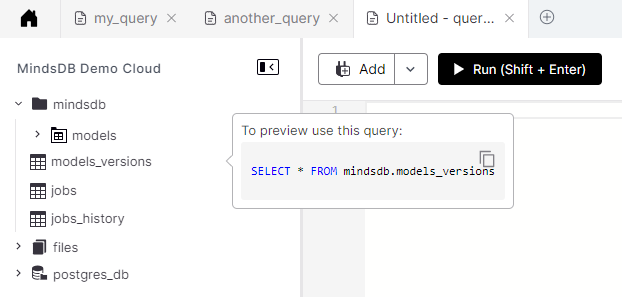 my_query
another_query
Untitled - quer...
MindsDB Demo Cloud
Add
Run (Shift + Enter)
mindsdb
1
models
To preview use this query:
models_versions
SELECT * FROM mindsdb.models_versions
jobs
jobs_history
files
postgres_db